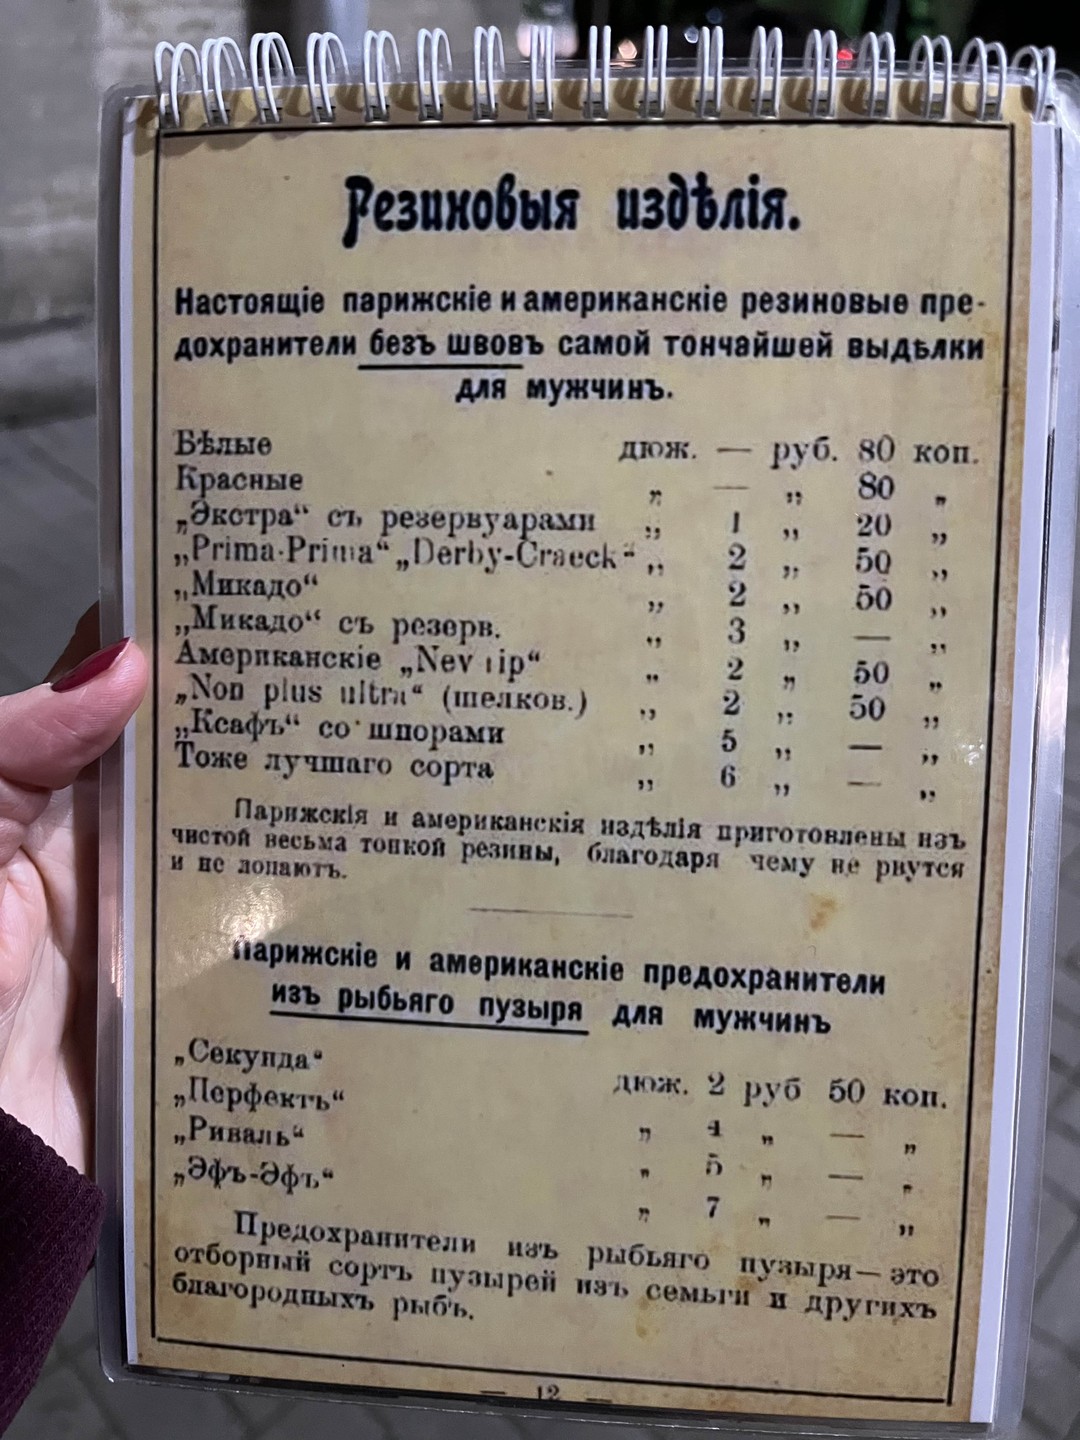 Резиновыя издѣлія.
Настоящіе парижскіе и американскіе резиновые пре-
дохранители безъ швовъ самой тончайшей выдѣлки
для мужчинъ.
Бѣлые дюж. — руб. 80 коп.
Красные „ — „ 80 „
„Экстра“ съ резервуарами „ 1 „ 20 „
„Prima-Prima“ „Derby-Craeck“ „ 2 „ 50 „
„Микадо“ „ 2 „ 50 „
„Микадо“ съ резерв. „ 3 „ — „
Американскіе „ 2 „ 50 „
„Non plus ultra“ (шелков.) „ 2 „ 50 „
„Ксафъ“ со шпорами „ 5 „ — „
Тоже лучшаго сорта „ 6 „ — „
Парижскія и американскія издѣлія приготовлены изъ
чистой весьма тонкой резины, благодаря чему не рвутся
и не лопаютъ.
Парижскіе и американскіе предохранители
изъ рыбьяго пузыря для мужчинъ
„Секунда“ дюж. 2 руб 50 коп.
„Перфектъ“ „ 4 „ — „
„Риваль“ „ 5 „ — „
„Эфъ-Эфъ“ „ 7 „ — „
Предохранители изъ рыбьяго пузыря — это
отборный сортъ пузырей изъ семьги и другихъ
благородныхъ рыбъ.
— 12 —